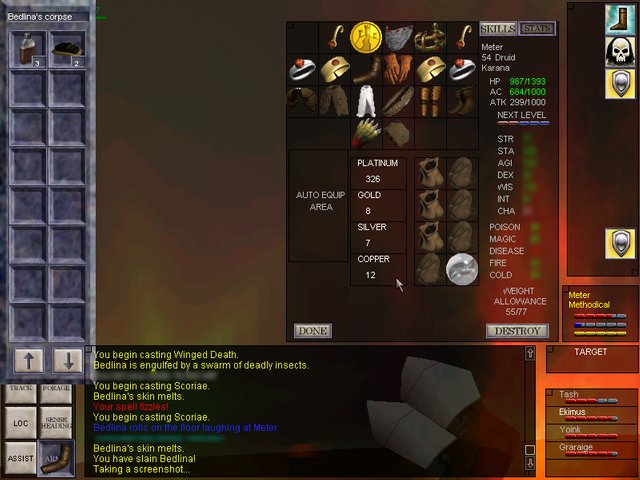 Bedlina's corpse
3
2
SKILLS
STATS
Meter
54 Druid
Karana
HP 987/1393
AC 684/1000
ATK 299/1000
NEXT LEVEL
STR
STA
AGI
DEX
WIS
INT
CHA
POISON
MAGIC
DISEASE
FIRE
COLD
WEIGHT
ALLOWANCE
55/77
AUTO EQUIP
AREA
PLATINUM
326
GOLD
8
SILVER
7
COPPER
12
DONE
DESTROY
Meter
Methodical
TARGET
Tash
Ekimus
Yoink
Graraige
You begin casting Winged Death.
Bedlina is engulfed by a swarm of deadly insects.
You begin casting Scoriae.
Bedlina's skin melts.
Your spell fizzles!
You begin casting Scoriae.
Bedlina rolls on the floor laughing at Meter.
Bedlina's skin melts.
You have slain Bedlina!
Taking a screenshot...
TRACK
FORAGE
LOC
SENSE
HEADING
ASSIST